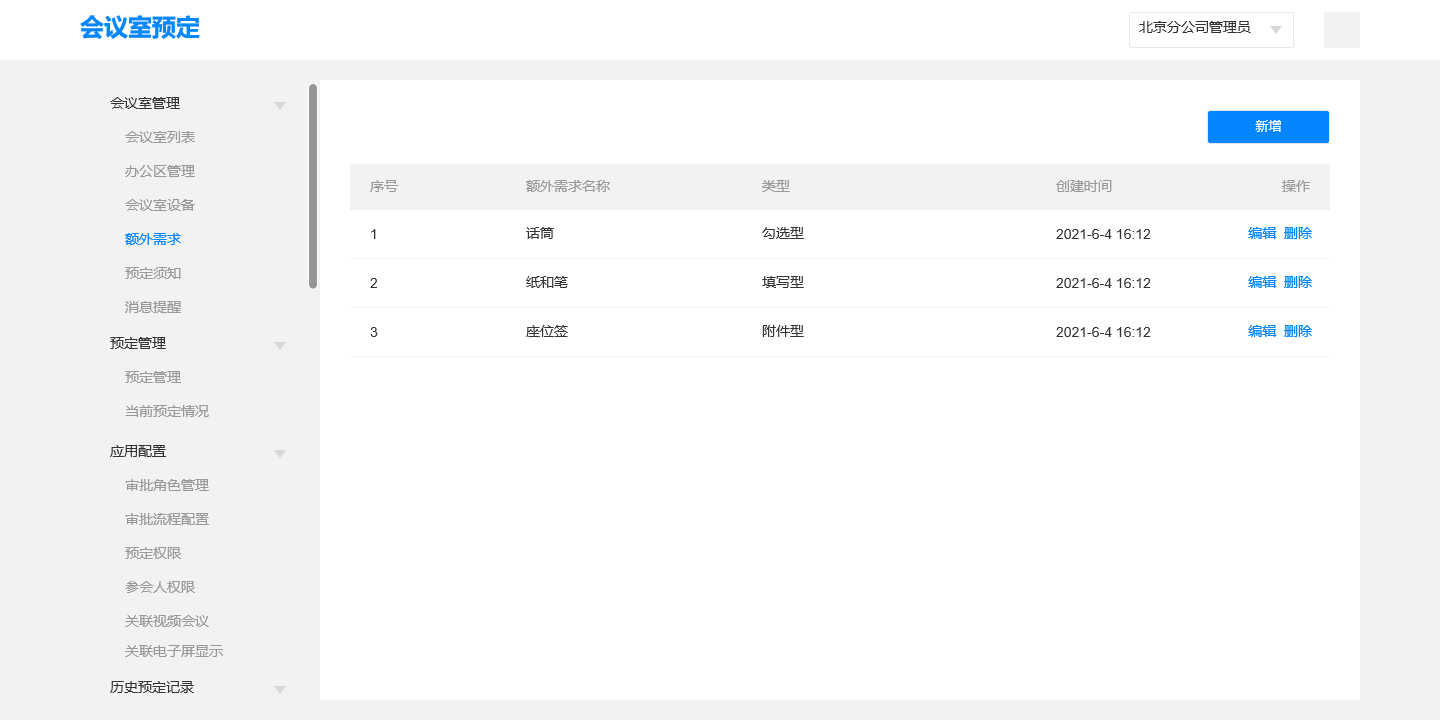 会议室预定
北京分公司管理员
会议室管理
会议室列表
办公区管理
会议室设备
额外需求
预定须知
消息提醒
预定管理
预定管理
当前预定情况
应用配置
审批角色管理
审批流程配置
预定权限
参会人权限
关联视频会议
关联电子屏显示
历史预定记录
新增
序号 额外需求名称 类型 创建时间 操作
1 话筒 勾选型 2021-6-4 16:12 编辑 删除
2 纸和笔 填写型 2021-6-4 16:12 编辑 删除
3 座位签 附件型 2021-6-4 16:12 编辑 删除